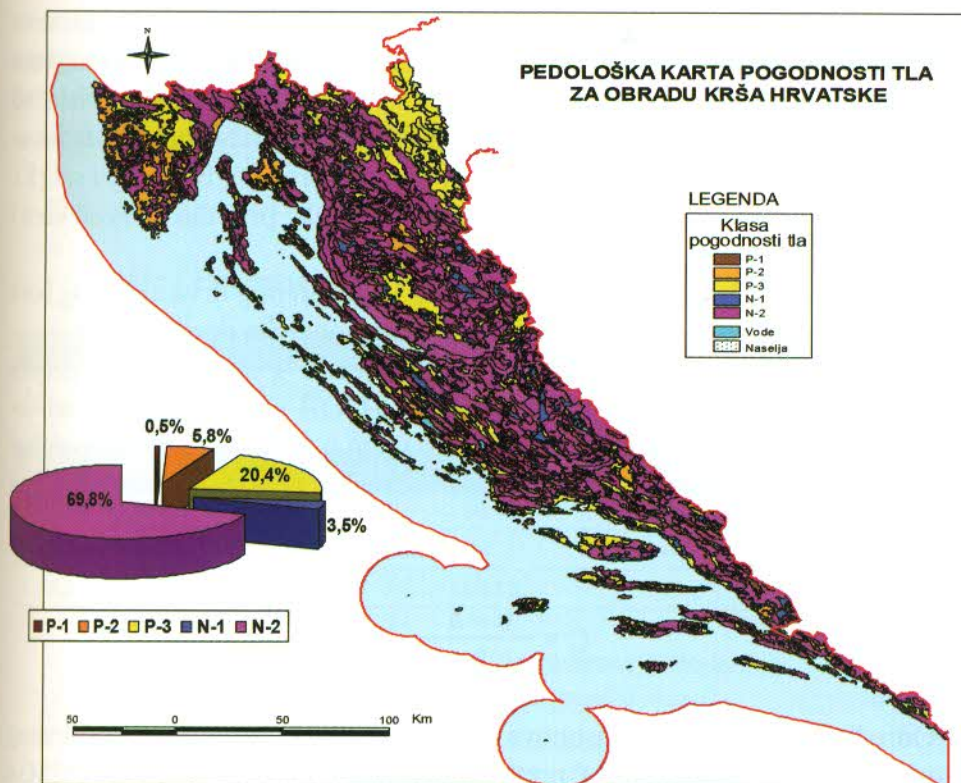 N
PEDOLOŠKA KARTA POGODNOSTI TLA
ZA OBRADU KRŠA HRVATSKE
LEGENDA
Klasa
pogodnosti tla
P-1
P-2
P-3
N-1
N-2
Vode
Naselja
0,5%
5,8%
20,4%
69,8%
3,5%
P-1 P-2 P-3 N-1 N-2
50 0 50 100 Km